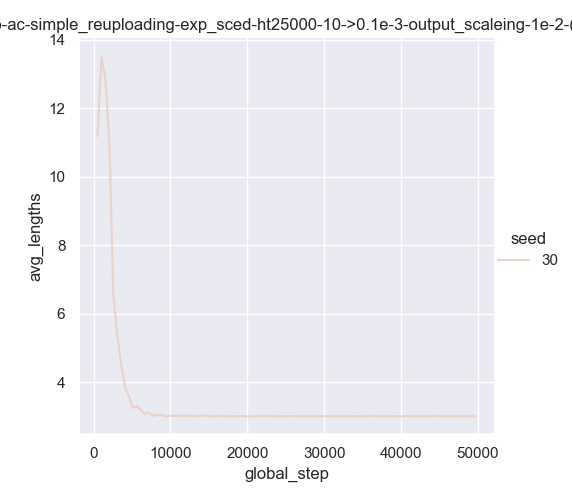 o-ac-simple_reuploading-exp_sced-ht25000-10->0.1e-3-output_scaleing-1e-2-(
14
12
10
8
6
4
avg_lengths
seed
30
0 10000 20000 30000 40000 50000
global_step